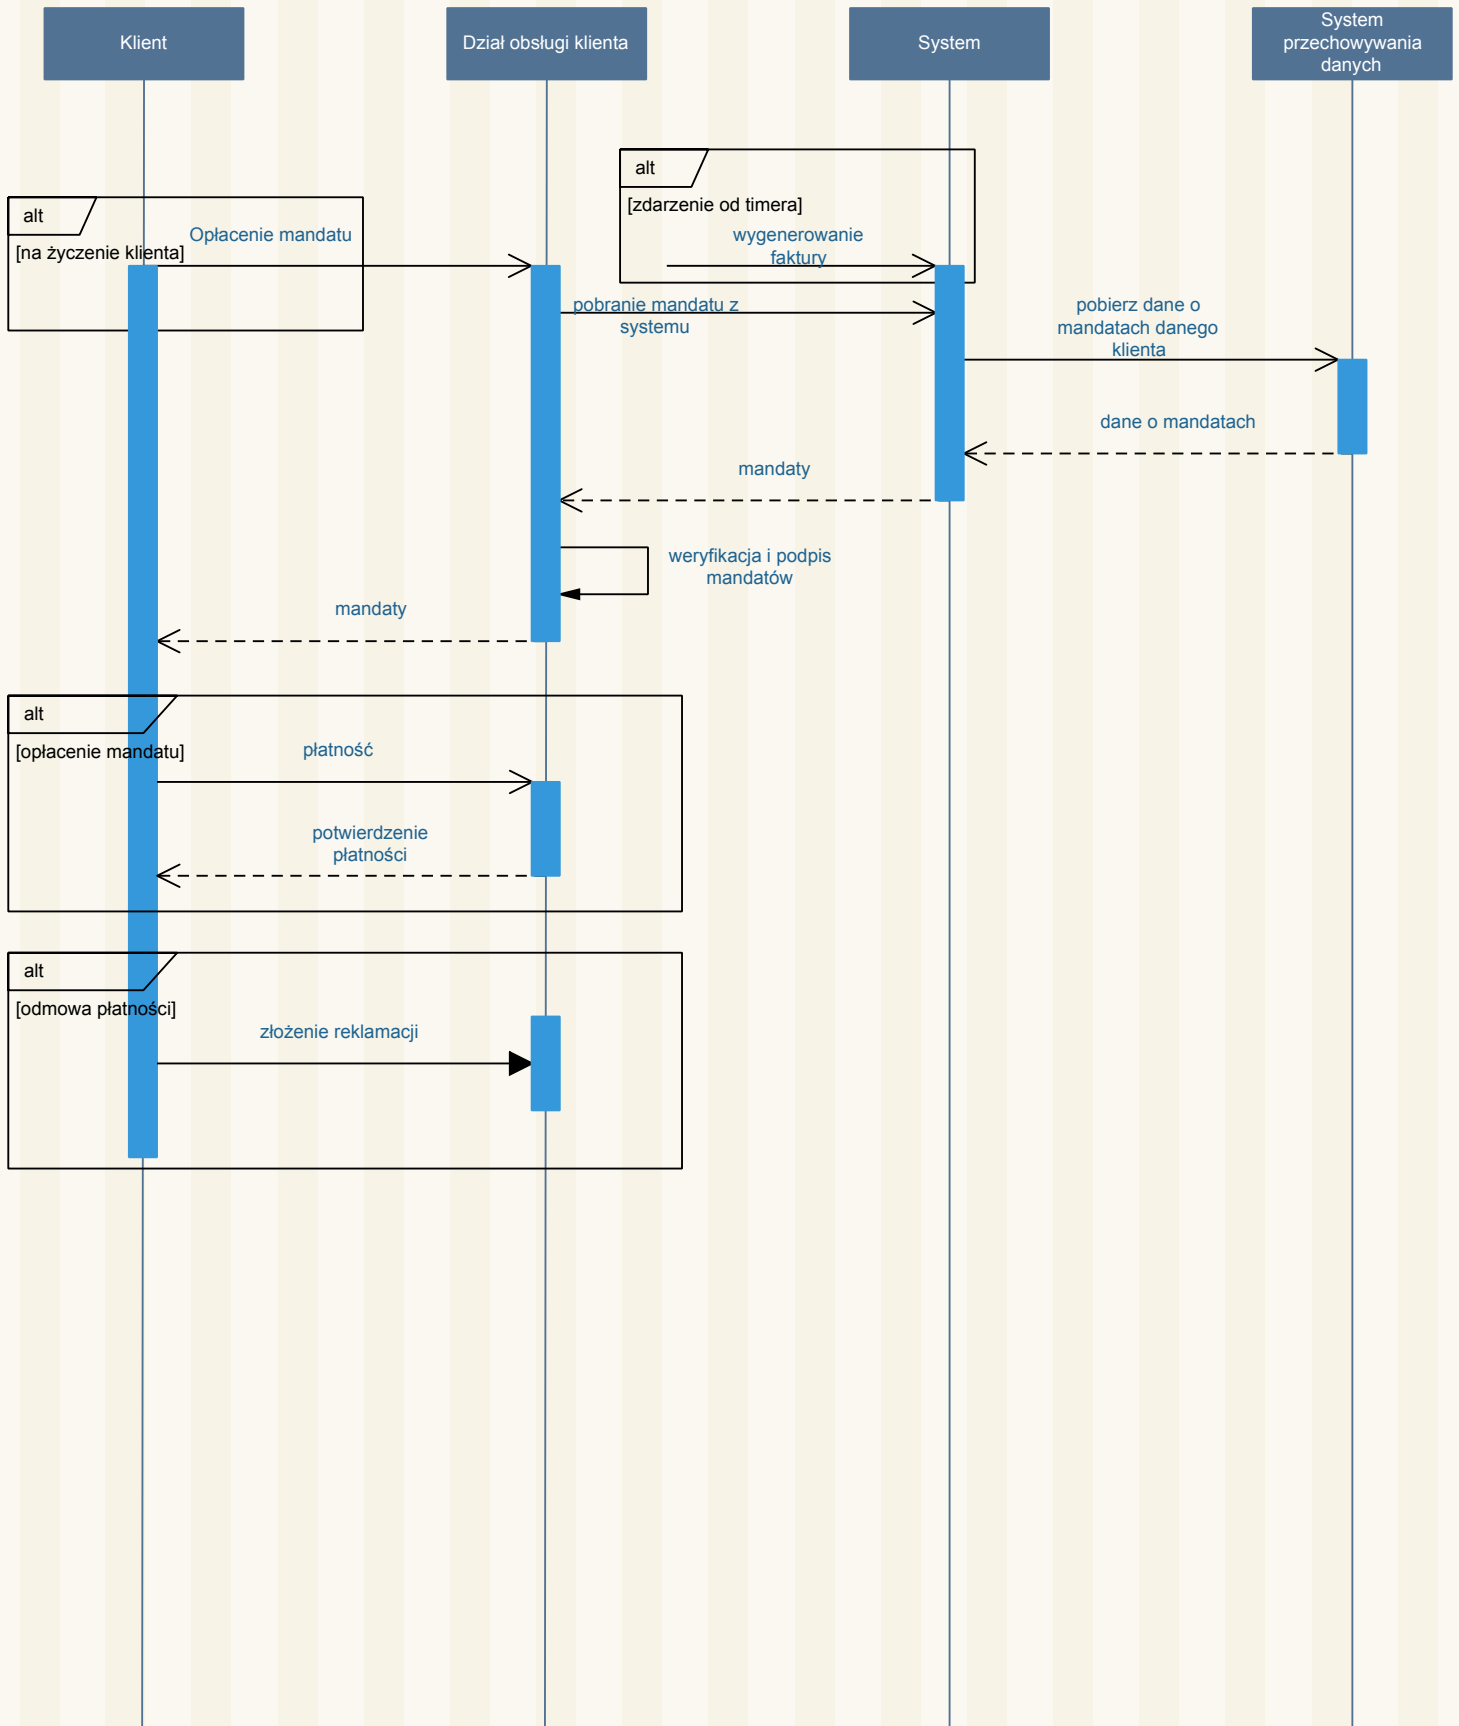 Klient
Dział obsługi klienta
System
System
przechowywania
danych
alt
[zdarzenie od timera]
wygenerowanie
faktury
alt
[na życzenie klienta]
Opłacenie mandatu
pobranie mandatu z
systemu
pobierz dane o
mandatach danego
klienta
dane o mandatach
mandaty
weryfikacja i podpis
mandatów
mandaty
alt
[opłacenie mandatu]
płatność
potwierdzenie
płatności
alt
[odmowa płatności]
złożenie reklamacji